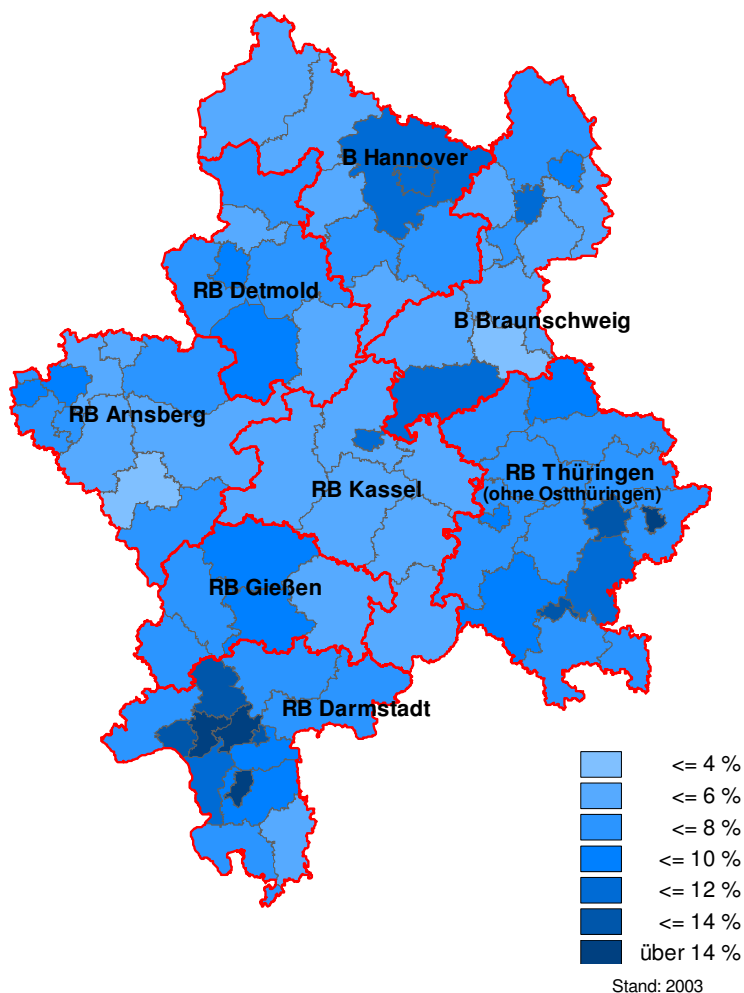 B Hannover
RB Detmold
B Braunschweig
RB Arnsberg
RB Thüringen
(ohne Ostthüringen)
RB Kassel
RB Gießen
RB Darmstadt
<= 4 %
<= 6 %
<= 8 %
<= 10 %
<= 12 %
<= 14 %
über 14 %
Stand: 2003